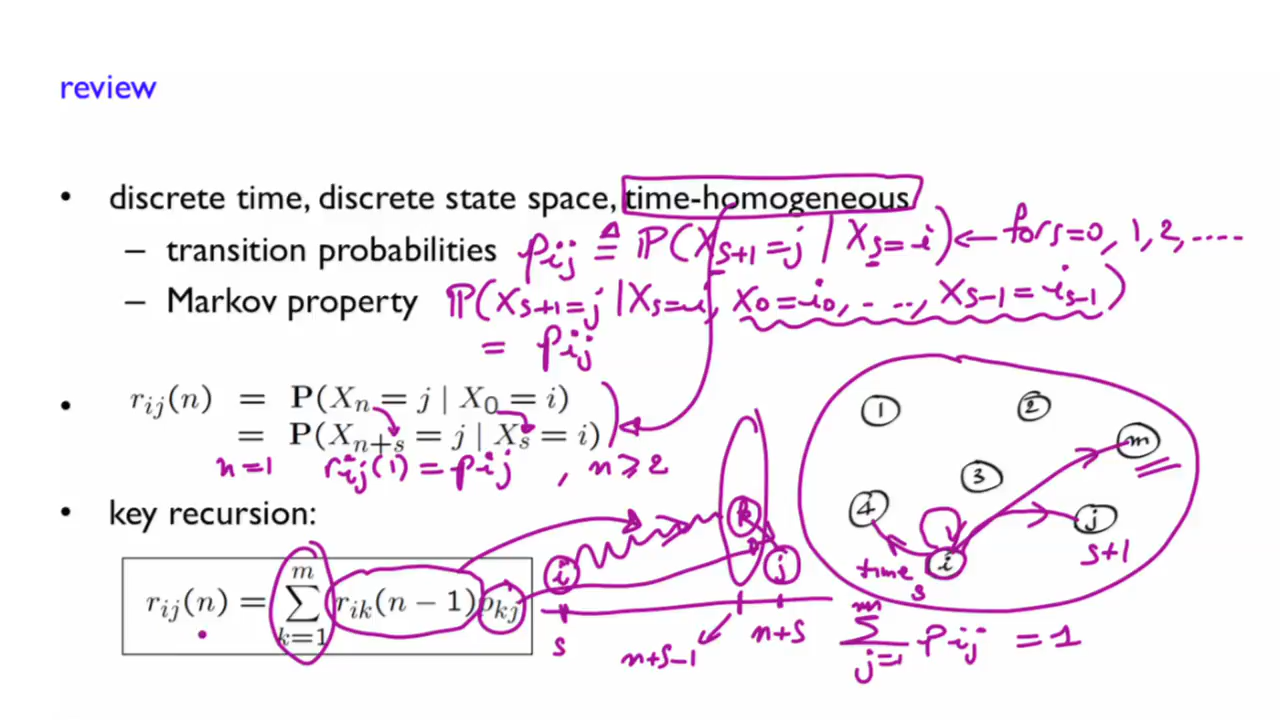 review
• discrete time, discrete state space, time-homogeneous
– transition probabilities pij ≜ P(Xs+1 = j | Xs = i) ← for s=0, 1, 2, ....
– Markov property P(Xs+1 = j | Xs = i, X0 = i0, ...., Xs-1 = is-1)
= pij
• rij(n) = P(Xn = j | X0 = i)
= P(Xn+s = j | Xs = i)
n=1 rij(1) = pij , n ≥ 2
• key recursion:
rij(n) = ∑ m k=1 rik(n − 1)pkj
i k j
s n+s-1 n+s
1 2 m
3
4 j
time s i s+1
∑ m j=1 pij = 1